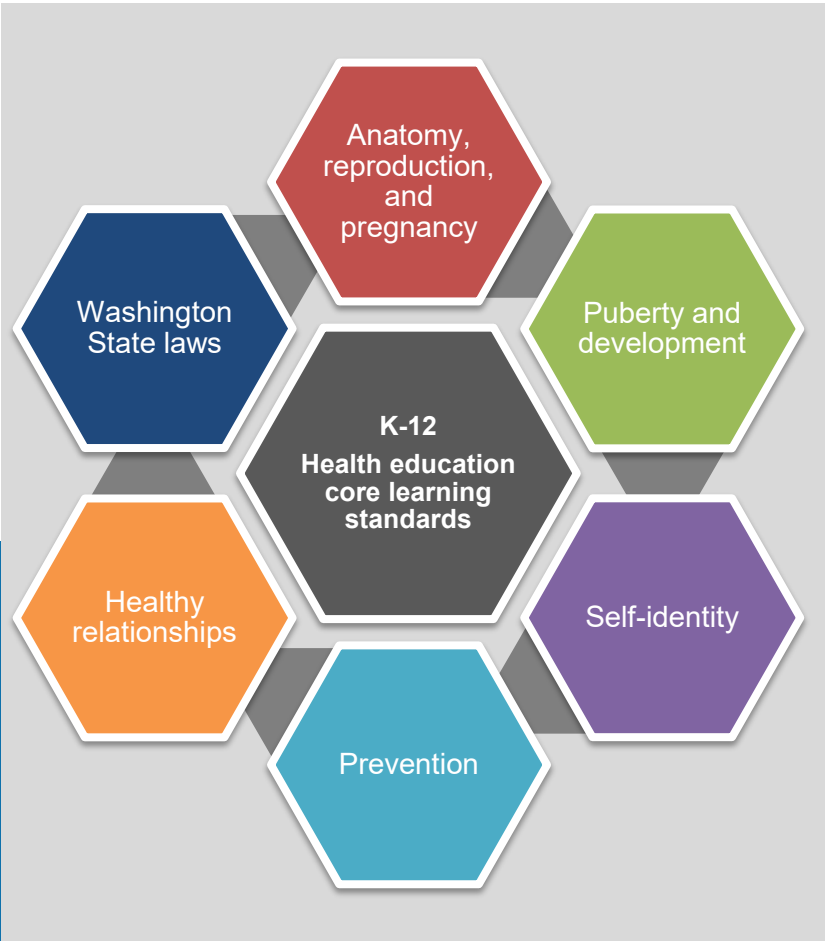 Anatomy,
reproduction,
and
pregnancy
Puberty and
development
Self-identity
Prevention
Healthy
relationships
Washington
State laws
K-12
Health education
core learning
standards